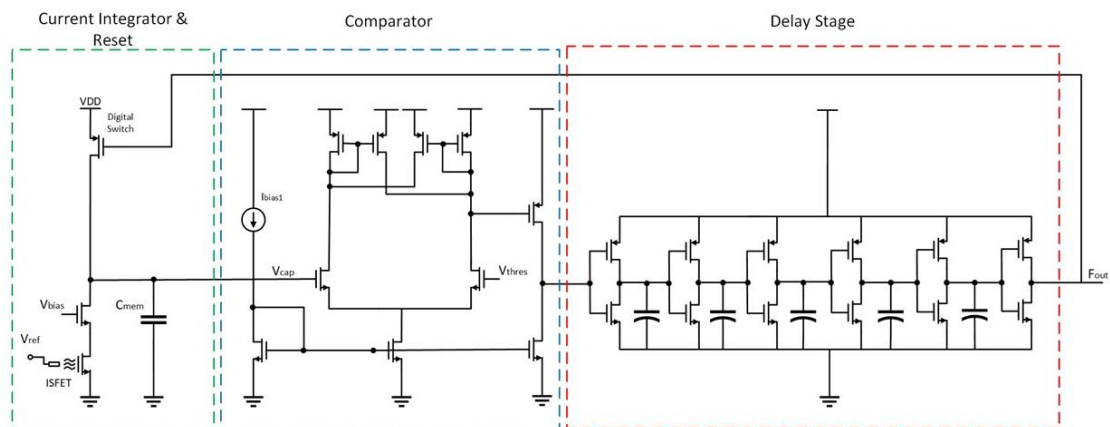 Current Integrator &
Reset
Comparator
Delay Stage
VDD
Digital
Switch
Ibias1
Vcap
Vthres
Fout
Vbias
Cmem
Vref
ISFET